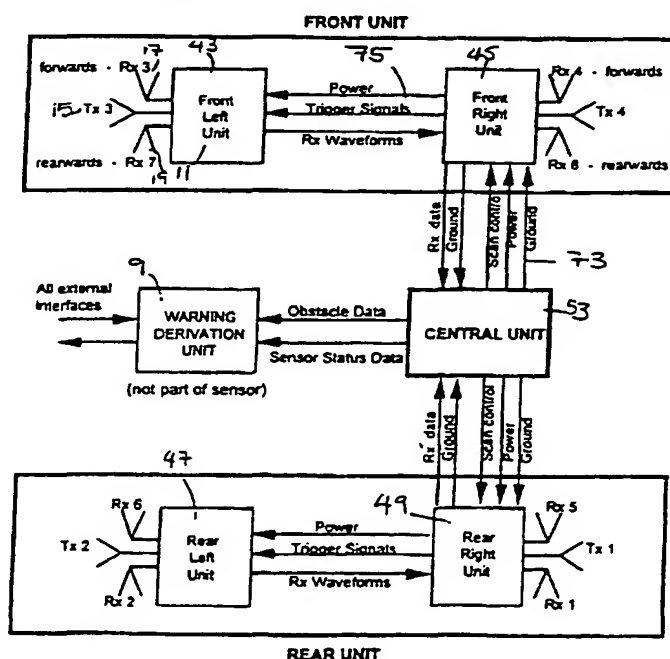 FRONT UNIT
43
75
45
forwards - Rx 3
17
Rx 4 - forwards
15 Tx 3
Front
Left
Unit
11
Power
Trigger Signals
Rx Waveforms
Front
Right
Unit
Tx 4
rearwards - Rx 7
19
Rx 8 - rearwards
Rx data
Ground
Scan control
Power
Ground
73
9
All external
interfaces
WARNING
DERIVATION
UNIT
(not part of sensor)
Obstacle Data
Sensor Status Data
CENTRAL UNIT
53
Rx data
Ground
Scan control
Power
Ground
47
49
Rx 6
Tx 2
Rx 2
Rear
Left
Unit
Power
Trigger Signals
Rx Waveforms
Rear
Right
Unit
Rx 5
Tx 1
Rx 1
REAR UNIT